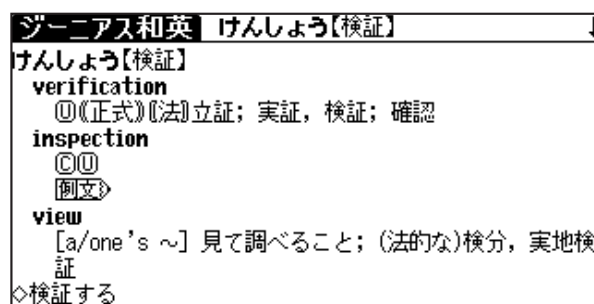 ジーニアス和英 けんしょう【検証】 ↓
けんしょう【検証】
verification
Ⓤ((正式))〘法〙立証; 実証, 検証; 確認
inspection
ⒸⓊ
例文
view
[a/one's ~] 見て調べること; (法的な)検分, 実地検
証
◇検証する